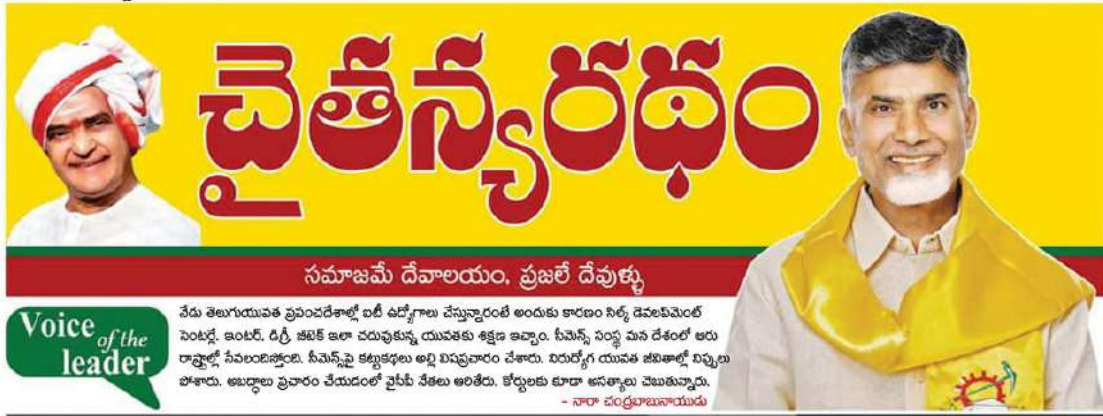 చైతన్యరథం
సమాజమే దేవాలయం, ప్రజలే దేవుళ్ళు
Voice of the leader
నేడు తెలుగుయువత ప్రపంచదేశాల్లో ఐటీ ఉద్యోగాలు చేస్తున్నారంటే అందుకు కారణం సిల్క్ డెవలప్‌మెంట్
సెంటర్లే. ఇంటర్, డిగ్రీ, బీటెక్ ఇలా చదువుకున్న యువతకు శిక్షణ ఇచ్చాం. సీమెన్స్ సంస్థ మన దేశంలో ఆరు
రాష్ట్రాల్లో సేవలందిస్తోంది. సీమెన్స్‌పై కట్టుకథలు అల్లి విషప్రచారం చేశారు. నిరుద్యోగ యువత జీవితాల్లో నిప్పులు
పోశారు. అబద్ధాలు ప్రచారం చేయడంలో వైసీపీ నేతలు ఆరితేరు. కోర్టులకు కూడా అసత్యాలు చెబుతున్నారు.
- నారా చంద్రబాబునాయుడు